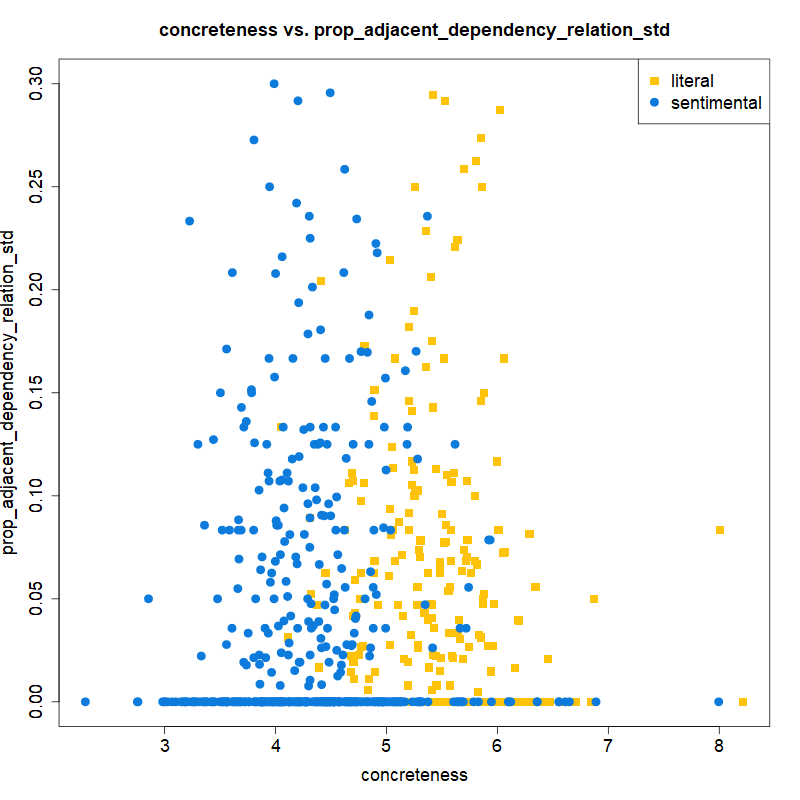 concreteness vs. prop_adjacent_dependency_relation_std
literal
sentimental
prop_adjacent_dependency_relation_std
0.30
0.25
0.20
0.15
0.10
0.05
0.00
3 4 5 6 7 8
concreteness